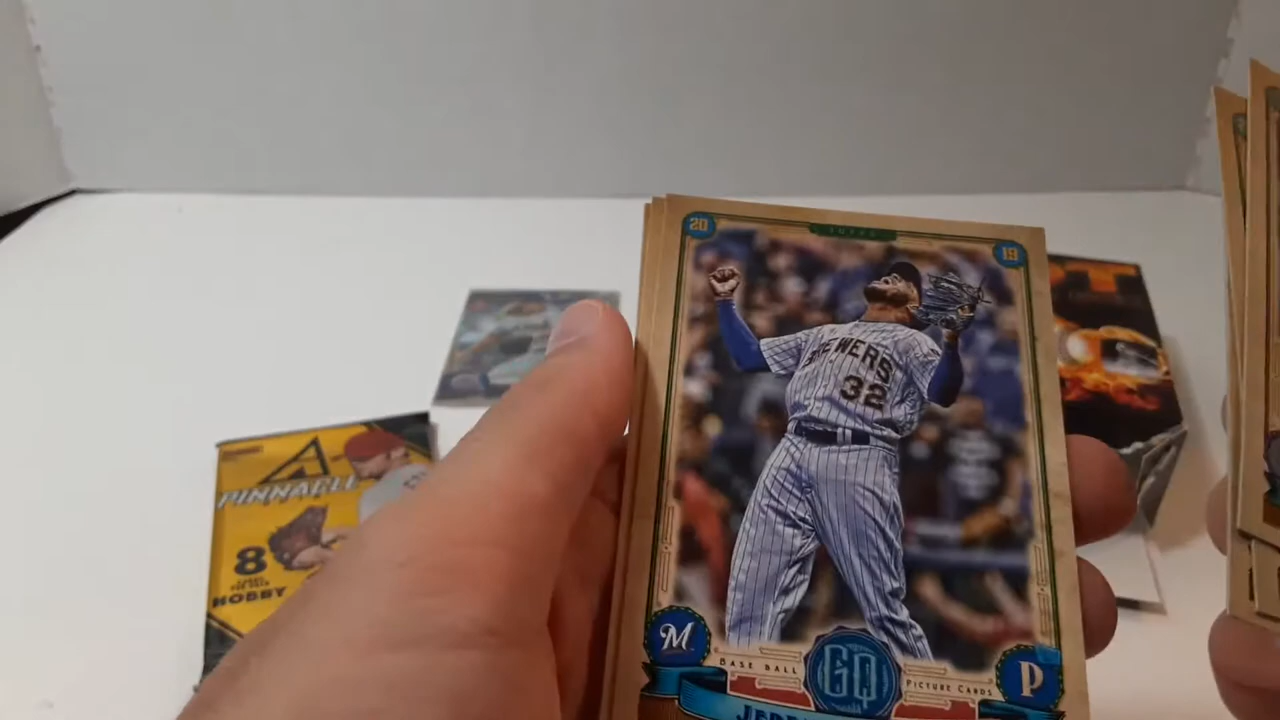 20
TOPPS
19
BREWERS
32
M
BASE BALL
GQ
PICTURE CARDS
P
PINNACLE
8
HOBBY